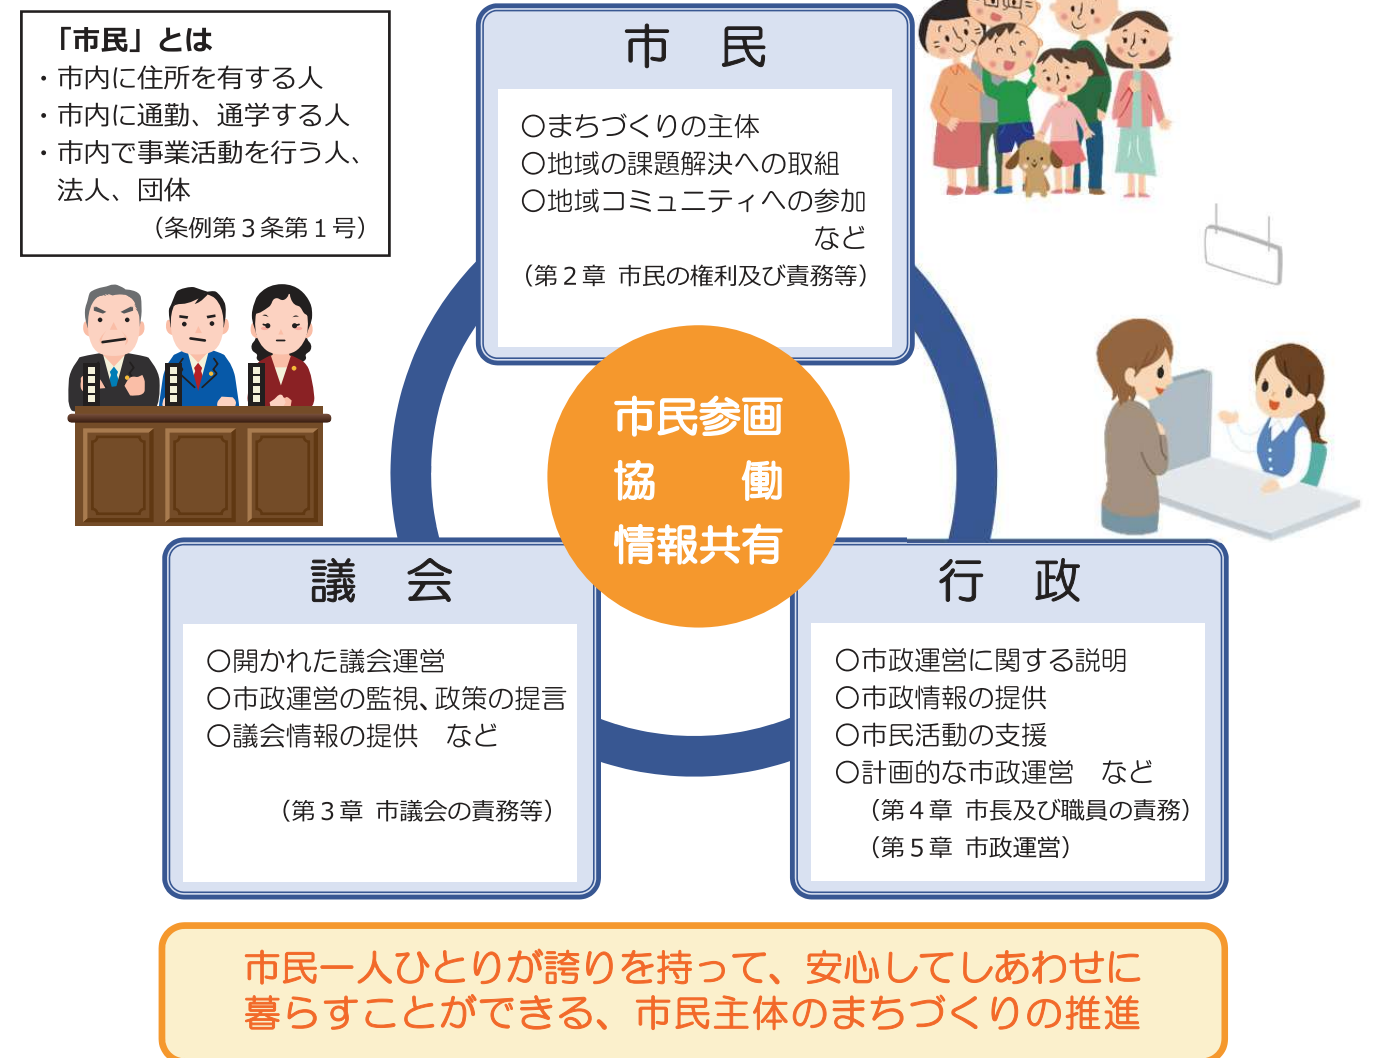 「市民」とは
・市内に住所を有する人
・市内に通勤、通学する人
・市内で事業活動を行う人、
法人、団体
（条例第３条第１号）
市　民
〇まちづくりの主体
〇地域の課題解決への取組
〇地域コミュニティへの参加
など
（第２章 市民の権利及び責務等）
市民参画
協　働
情報共有
議　会
〇開かれた議会運営
〇市政運営の監視、政策の提言
〇議会情報の提供　など
（第３章 市議会の責務等）
行　政
〇市政運営に関する説明
〇市政情報の提供
〇市民活動の支援
〇計画的な市政運営　など
（第４章 市長及び職員の責務）
（第５章 市政運営）
市民一人ひとりが誇りを持って、安心してしあわせに
暮らすことができる、市民主体のまちづくりの推進